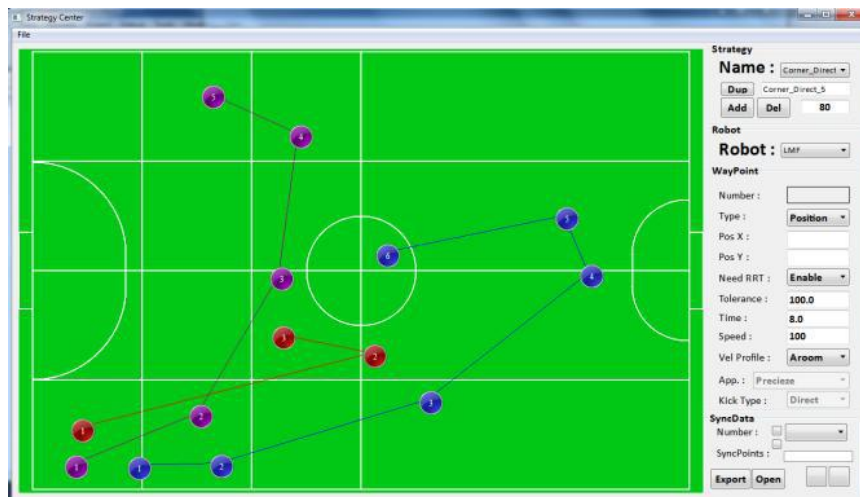 Strategy Center
File
Strategy
Name : Corner_Direct
Dup Corner_Direct_5
Add Del 80
Robot
Robot : LMF
WayPoint
Number :
Type : Position
Pos X :
Pos Y :
Need RRT : Enable
Tolerance : 100.0
Time : 8.0
Speed : 100
Vel Profile : Aroom
App. : Precieze
Kick Type : Direct
SyncData
Number :
SyncPoints :
Export Open
5
4
5
6
3
4
3
2
3
2
1
1
1
2